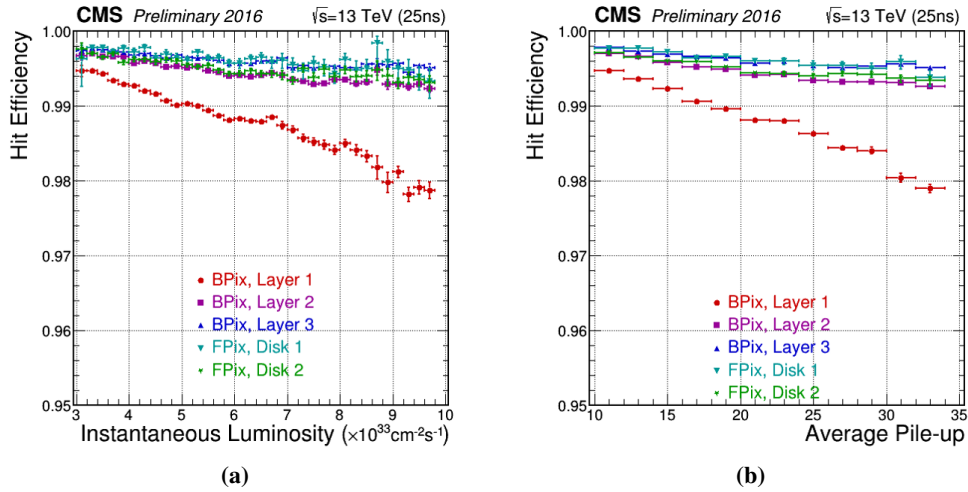 CMS Preliminary 2016 √s=13 TeV (25ns)
Hit Efficiency
1.00
0.99
0.98
0.97
0.96
0.95
BPix, Layer 1
BPix, Layer 2
BPix, Layer 3
FPix, Disk 1
FPix, Disk 2
3 4 5 6 7 8 9 10
Instantaneous Luminosity (×10³³cm⁻²s⁻¹)
(a)
CMS Preliminary 2016 √s=13 TeV (25ns)
Hit Efficiency
1.00
0.99
0.98
0.97
0.96
0.95
BPix, Layer 1
BPix, Layer 2
BPix, Layer 3
FPix, Disk 1
FPix, Disk 2
10 15 20 25 30 35
Average Pile-up
(b)